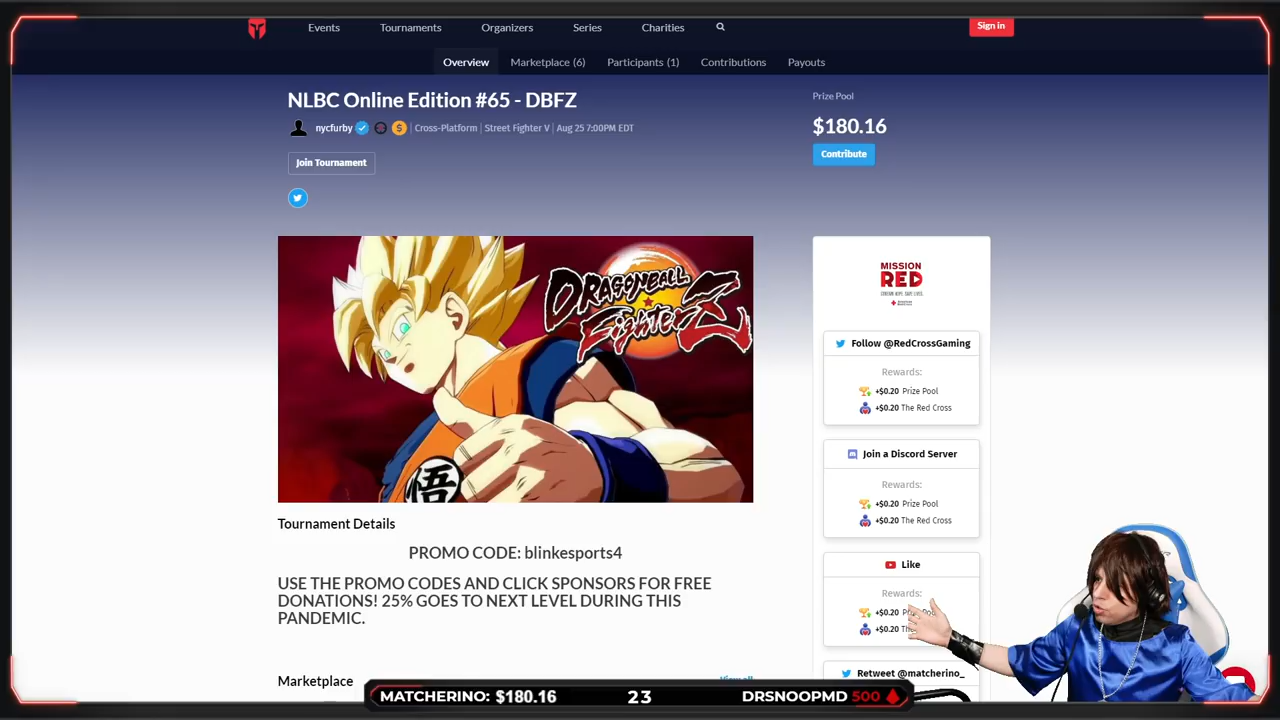 Events Tournaments Organizers Series Charities Sign in
Overview Marketplace (6) Participants (1) Contributions Payouts
NLBC Online Edition #65 - DBFZ
nycfurby Cross-Platform | Street Fighter V | Aug 25 7:00PM EDT
Join Tournament
Prize Pool
$180.16
Contribute
DRAGONBALL
FighterZ
悟
Tournament Details
PROMO CODE: blinkesports4
USE THE PROMO CODES AND CLICK SPONSORS FOR FREE
DONATIONS! 25% GOES TO NEXT LEVEL DURING THIS
PANDEMIC.
Marketplace
View all
MISSION
RED
Follow @RedCrossGaming
Rewards:
+$0.20 Prize Pool
+$0.20 The Red Cross
Join a Discord Server
Rewards:
+$0.20 Prize Pool
+$0.20 The Red Cross
Like
Rewards:
+$0.20
+$0.20
Retweet @matcherino_
MATCHERINO: $180.16 23 DRSNOOPMD 500